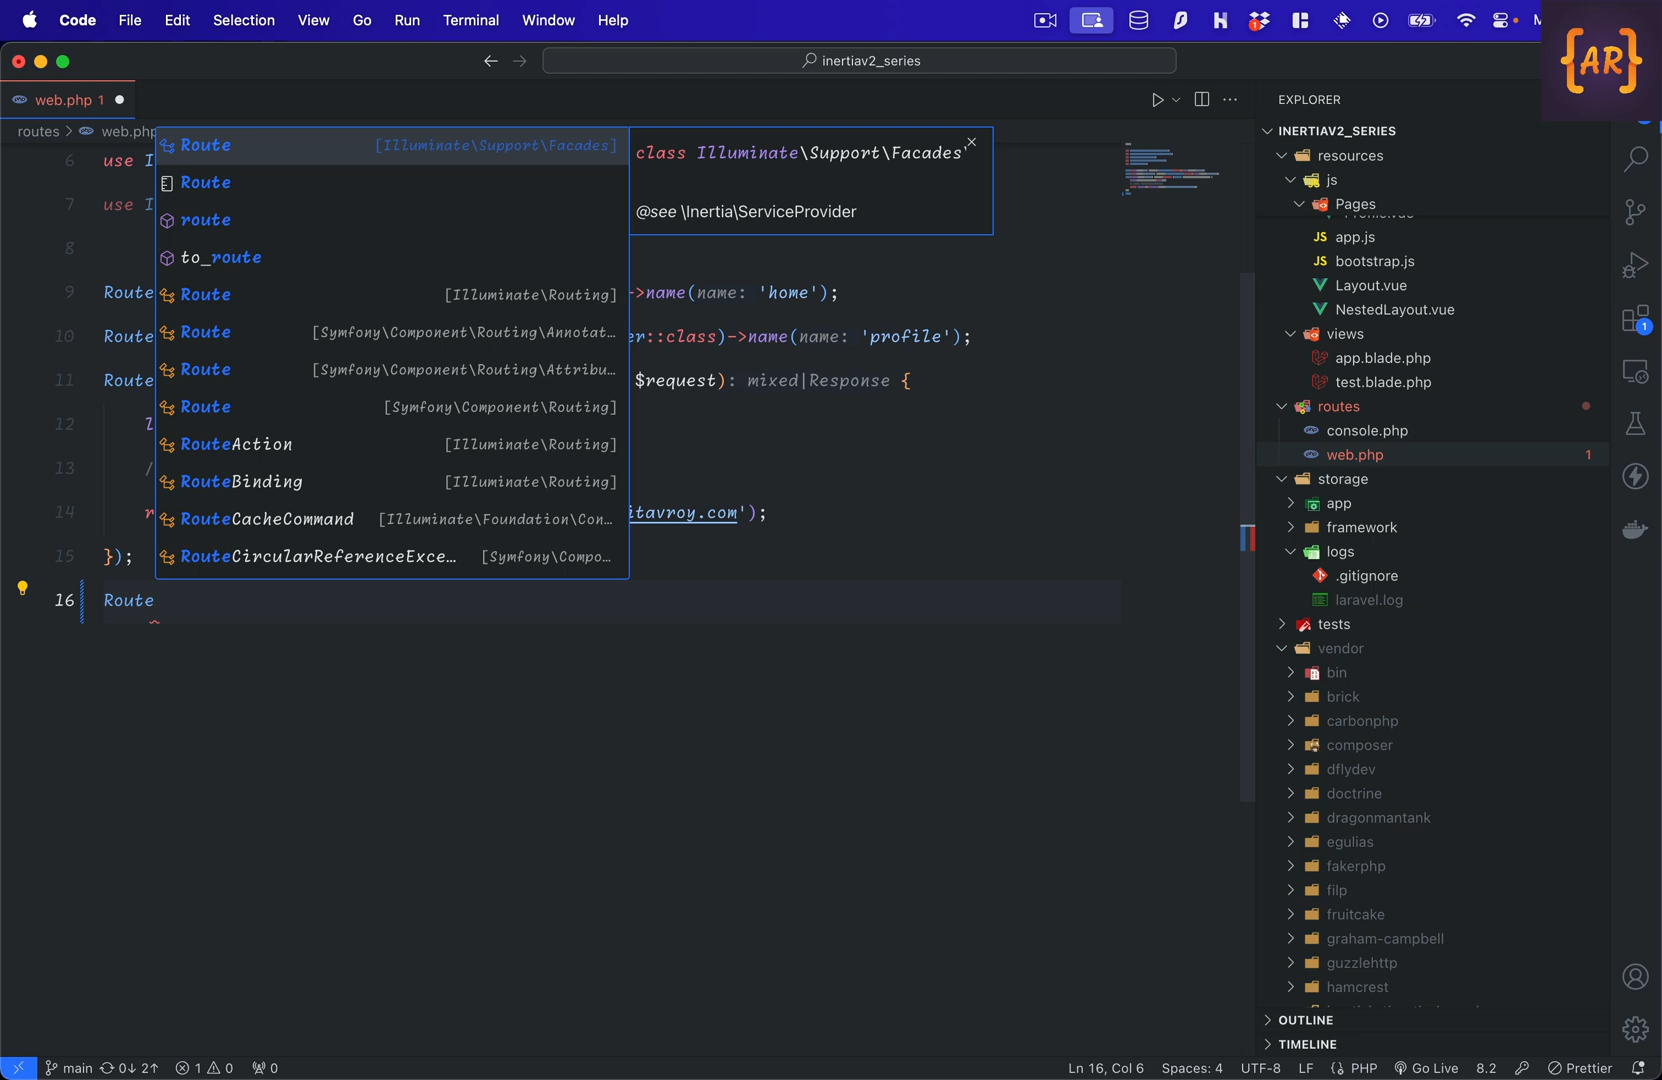 Code File Edit Selection View Go Run Terminal Window Help
{AR}
inertiav2_series
web.php 1
EXPLORER
routes > web.php
INERTIAV2_SERIES
resources
js
Pages
app.js
bootstrap.js
Layout.vue
NestedLayout.vue
views
app.blade.php
test.blade.php
routes
console.php
web.php 1
storage
app
framework
logs
.gitignore
laravel.log
tests
vendor
bin
brick
carbonphp
composer
dflydev
doctrine
dragonmantank
egulias
fakerphp
filp
fruitcake
graham-campbell
guzzlehttp
hamcrest
OUTLINE
TIMELINE
6 use I
7 use I
8
9 Route ->name(name: 'home');
10 Route er::class)->name(name: 'profile');
11 Route $request): mixed|Response {
12 l
13 /
14 r itavroy.com');
15 });
16 Route
Route [Illuminate\Support\Facades]
Route
route
to_route
Route [Illuminate\Routing]
Route [Symfony\Component\Routing\Annotat...
Route [Symfony\Component\Routing\Attribu...
Route [Symfony\Component\Routing]
RouteAction [Illuminate\Routing]
RouteBinding [Illuminate\Routing]
RouteCacheCommand [Illuminate\Foundation\Con...
RouteCircularReferenceExce... [Symfony\Compo...
class Illuminate\Support\Facades\
@see \Inertia\ServiceProvider
main 0↓ 2↑ 1 0 0
Ln 16, Col 6 Spaces: 4 UTF-8 LF PHP Go Live 8.2 Prettier